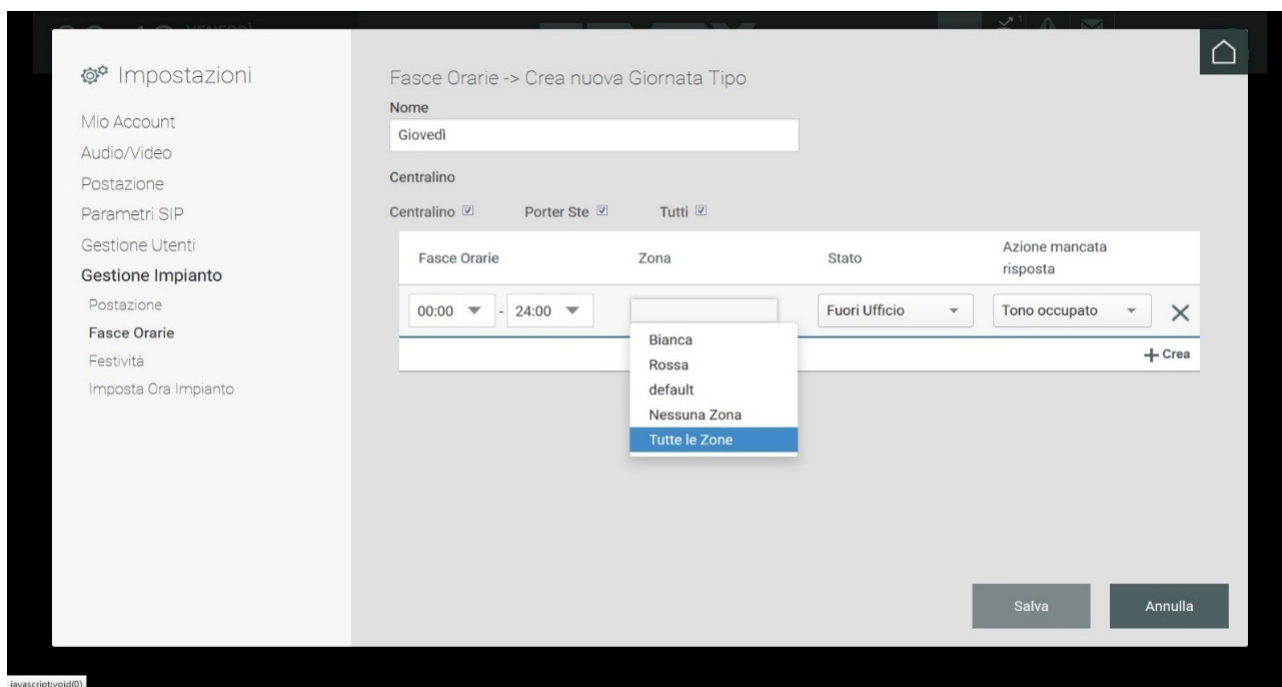 Impostazioni
Mio Account
Audio/Video
Postazione
Parametri SIP
Gestione Utenti
Gestione Impianto
Postazione
Fasce Orarie
Festività
Imposta Ora Impianto
Fasce Orarie -> Crea nuova Giornata Tipo
Nome
Giovedì
Centralino
Centralino Porter Ste Tutti
Fasce Orarie Zona Stato Azione mancata
risposta
00:00 - 24:00 Fuori Ufficio Tono occupato
Bianca
Rossa
default
Nessuna Zona
Tutte le Zone
+ Crea
Salva Annulla
javascript:void(0)